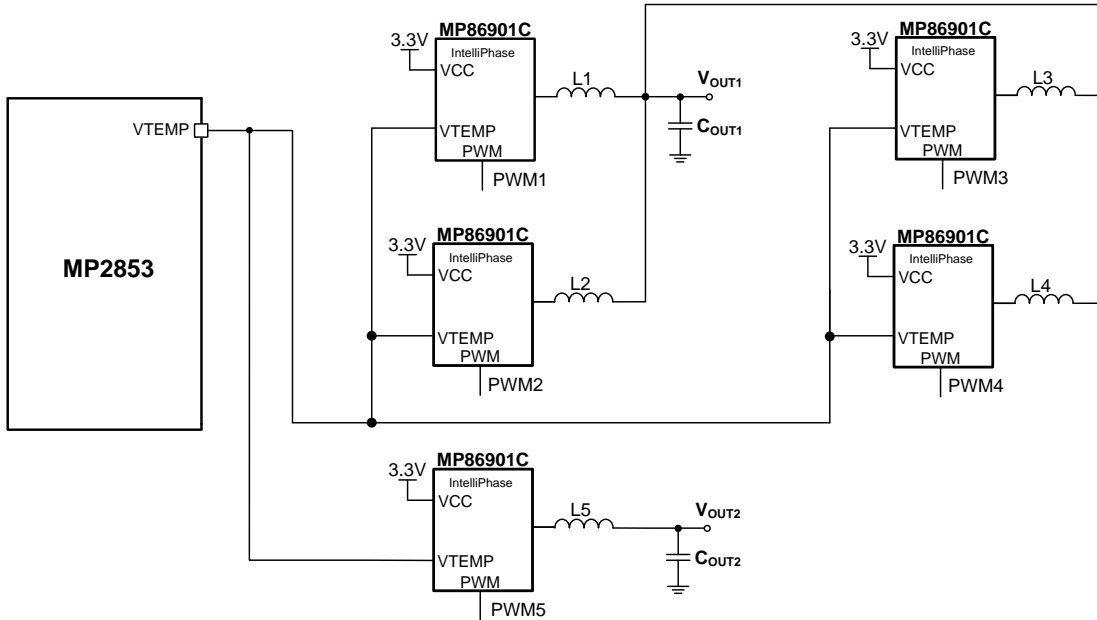 MP2853
VTEMP
MP86901C
3.3V
IntelliPhase
VCC
VTEMP
PWM
PWM1
L1
VOUT1
COUT1
MP86901C
3.3V
IntelliPhase
VCC
VTEMP
PWM
PWM3
L3
MP86901C
3.3V
IntelliPhase
VCC
VTEMP
PWM
PWM2
L2
MP86901C
3.3V
IntelliPhase
VCC
VTEMP
PWM
PWM4
L4
MP86901C
3.3V
IntelliPhase
VCC
VTEMP
PWM
PWM5
L5
VOUT2
COUT2